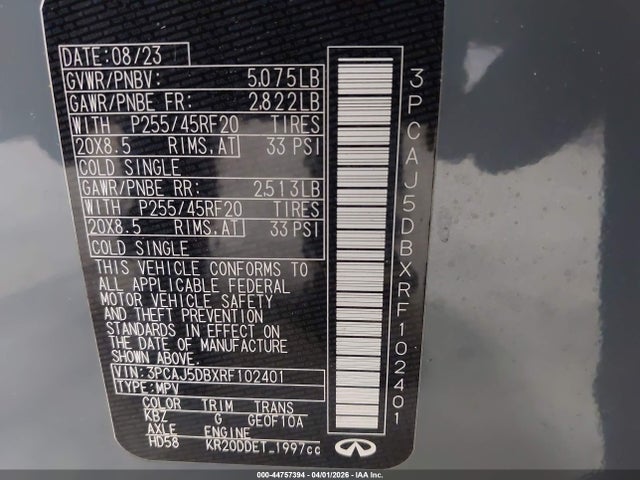 DATE: 08/23
GVWR/PNBV: 5.075LB
GAWR/PNBE FR: 2.822LB
WITH P255/45RF20 TIRES
20X8.5 RIMS,AT 33 PSI
COLD SINGLE
GAWR/PNBE RR: 2.513LB
WITH P255/45RF20 TIRES
20X8.5 RIMS,AT 33 PSI
COLD SINGLE
THIS VEHICLE CONFORMS TO
ALL APPLICABLE FEDERAL
MOTOR VEHICLE SAFETY
AND THEFT PREVENTION
STANDARDS IN EFFECT ON
THE DATE OF MANUFACTURE
SHOWN ABOVE.
VIN: 3PCAJ5DBXRF102401
TYPE: MPV
COLOR TRIM TRANS
KBZ G GE0F10A
AXLE ENGINE
HD58 KR20DDET_1997cc
3PCAJ5DBXRF102401
000-44757394 - 04/01/2026 - IAA Inc.